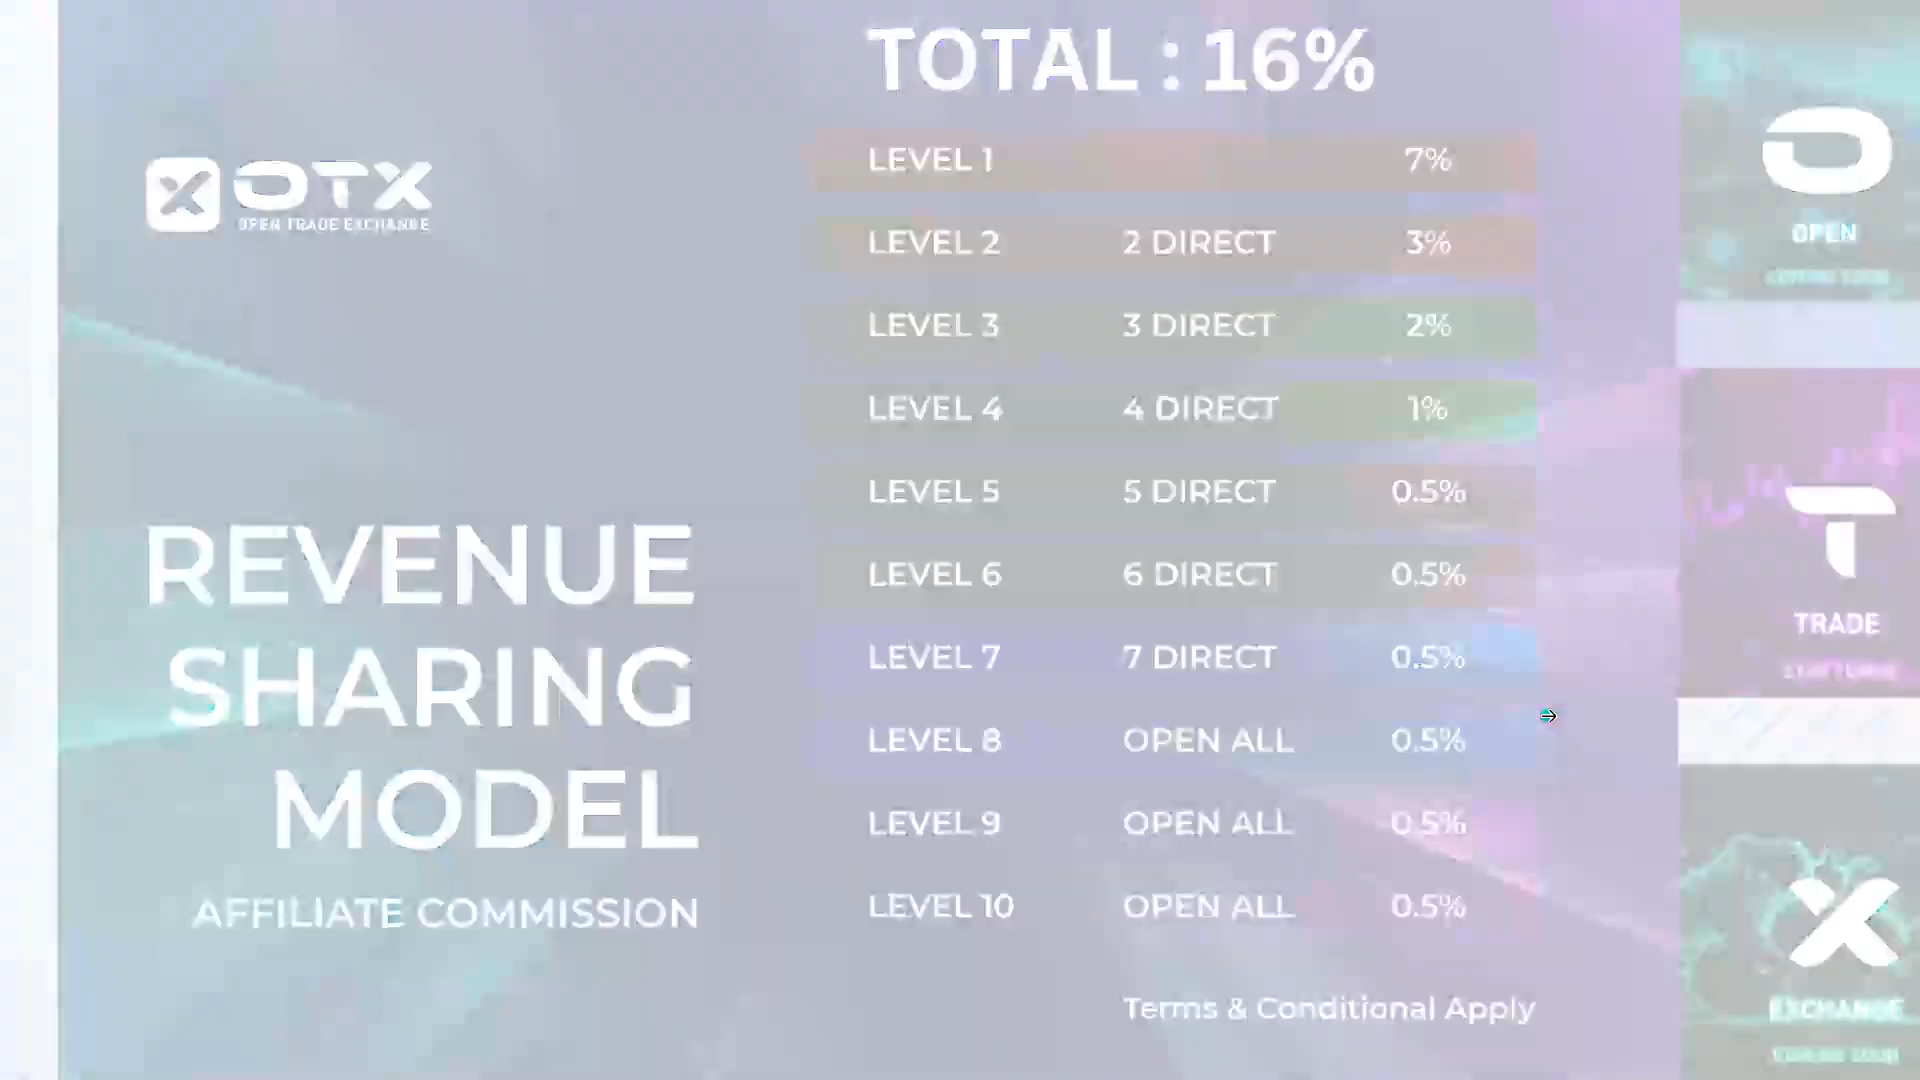 TOTAL : 16%
OTX
OPEN TRADE EXCHANGE
REVENUE
SHARING
MODEL
AFFILIATE COMMISSION
LEVEL 1 7%
LEVEL 2 2 DIRECT 3%
LEVEL 3 3 DIRECT 2%
LEVEL 4 4 DIRECT 1%
LEVEL 5 5 DIRECT 0.5%
LEVEL 6 6 DIRECT 0.5%
LEVEL 7 7 DIRECT 0.5%
LEVEL 8 OPEN ALL 0.5%
LEVEL 9 OPEN ALL 0.5%
LEVEL 10 OPEN ALL 0.5%
Terms & Conditional Apply
OPEN
TRADE
EXCHANGE